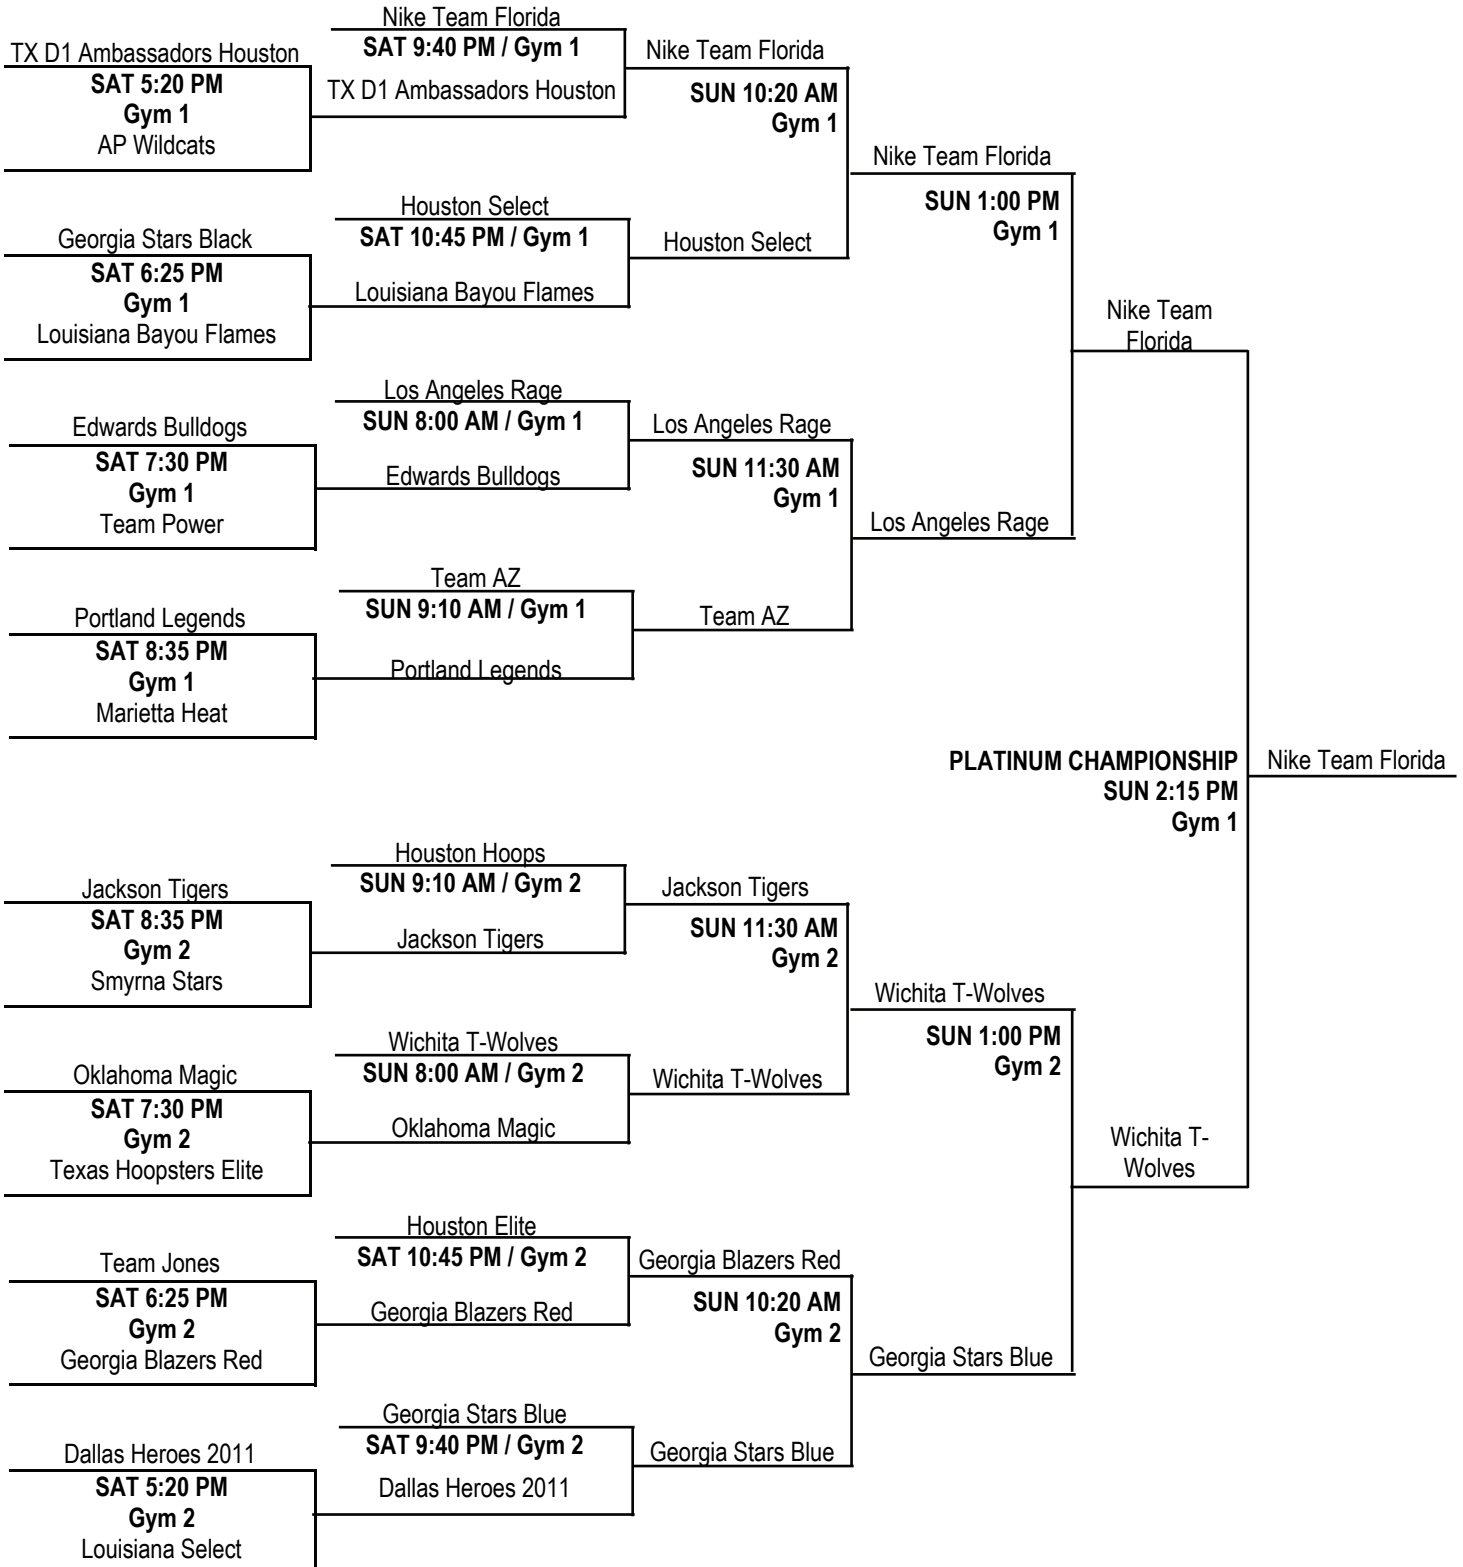 Nike Team Florida
TX D1 Ambassadors Houston
SAT 9:40 PM / Gym 1
Nike Team Florida
SAT 5:20 PM
Gym 1
AP Wildcats
TX D1 Ambassadors Houston
SUN 10:20 AM
Gym 1
Nike Team Florida
Houston Select
SUN 1:00 PM
Gym 1
Georgia Stars Black
SAT 10:45 PM / Gym 1
Houston Select
SAT 6:25 PM
Gym 1
Louisiana Bayou Flames
Louisiana Bayou Flames
Nike Team
Florida
Los Angeles Rage
Edwards Bulldogs
SUN 8:00 AM / Gym 1
Los Angeles Rage
SAT 7:30 PM
Gym 1
Team Power
Edwards Bulldogs
SUN 11:30 AM
Gym 1
Los Angeles Rage
Team AZ
Portland Legends
SUN 9:10 AM / Gym 1
Team AZ
SAT 8:35 PM
Gym 1
Marietta Heat
Portland Legends
PLATINUM CHAMPIONSHIP
SUN 2:15 PM
Gym 1
Nike Team Florida
Houston Hoops
Jackson Tigers
SUN 9:10 AM / Gym 2
Jackson Tigers
SAT 8:35 PM
Gym 2
Smyrna Stars
Jackson Tigers
SUN 11:30 AM
Gym 2
Wichita T-Wolves
Wichita T-Wolves
SUN 1:00 PM
Gym 2
Oklahoma Magic
SUN 8:00 AM / Gym 2
Wichita T-Wolves
SAT 7:30 PM
Gym 2
Texas Hoopsters Elite
Oklahoma Magic
Wichita T-
Wolves
Houston Elite
Team Jones
SAT 10:45 PM / Gym 2
Georgia Blazers Red
SAT 6:25 PM
Gym 2
Georgia Blazers Red
Georgia Blazers Red
SUN 10:20 AM
Gym 2
Georgia Stars Blue
Georgia Stars Blue
Dallas Heroes 2011
SAT 9:40 PM / Gym 2
Georgia Stars Blue
SAT 5:20 PM
Gym 2
Louisiana Select
Dallas Heroes 2011